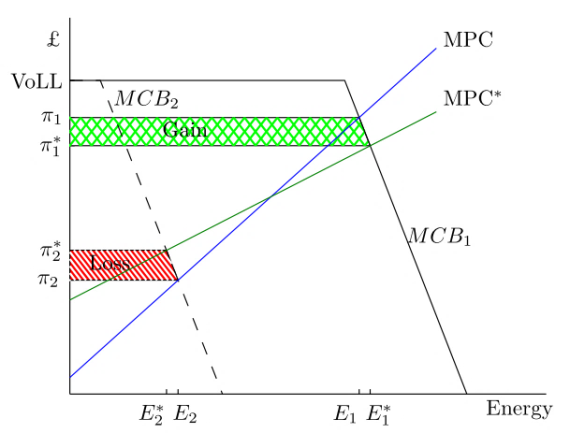 £
MPC
VoLL
MCB₂
MPC*
π₁
Gain
π₁*
MCB₁
π₂*
Loss
π₂
E₂* E₂ E₁ E₁*
Energy